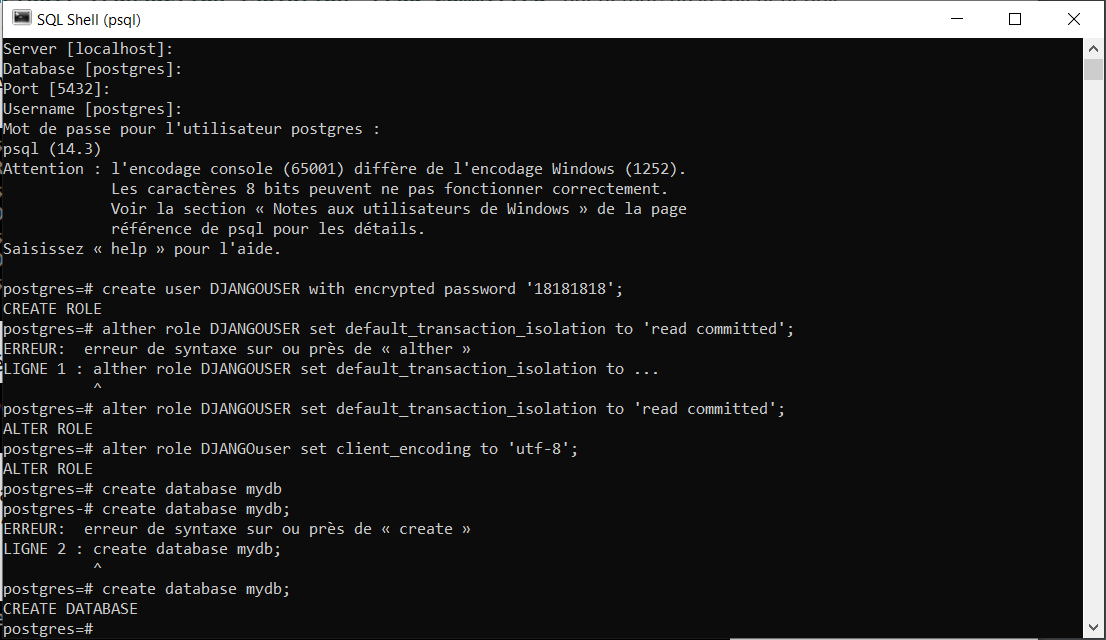 SQL Shell (psql)
Server [localhost]:
Database [postgres]:
Port [5432]:
Username [postgres]:
Mot de passe pour l'utilisateur postgres :
psql (14.3)
Attention : l'encodage console (65001) diffère de l'encodage Windows (1252).
            Les caractères 8 bits peuvent ne pas fonctionner correctement.
            Voir la section « Notes aux utilisateurs de Windows » de la page
            référence de psql pour les détails.
Saisissez « help » pour l'aide.

postgres=# create user DJANGOUSER with encrypted password '18181818';
CREATE ROLE
postgres=# alther role DJANGOUSER set default_transaction_isolation to 'read committed';
ERREUR:  erreur de syntaxe sur ou près de « alther »
LIGNE 1 : alther role DJANGOUSER set default_transaction_isolation to ...
          ^
postgres=# alter role DJANGOUSER set default_transaction_isolation to 'read committed';
ALTER ROLE
postgres=# alter role DJANGOuser set client_encoding to 'utf-8';
ALTER ROLE
postgres=# create database mydb
postgres-# create database mydb;
ERREUR:  erreur de syntaxe sur ou près de « create »
LIGNE 2 : create database mydb;
          ^
postgres=# create database mydb;
CREATE DATABASE
postgres=#